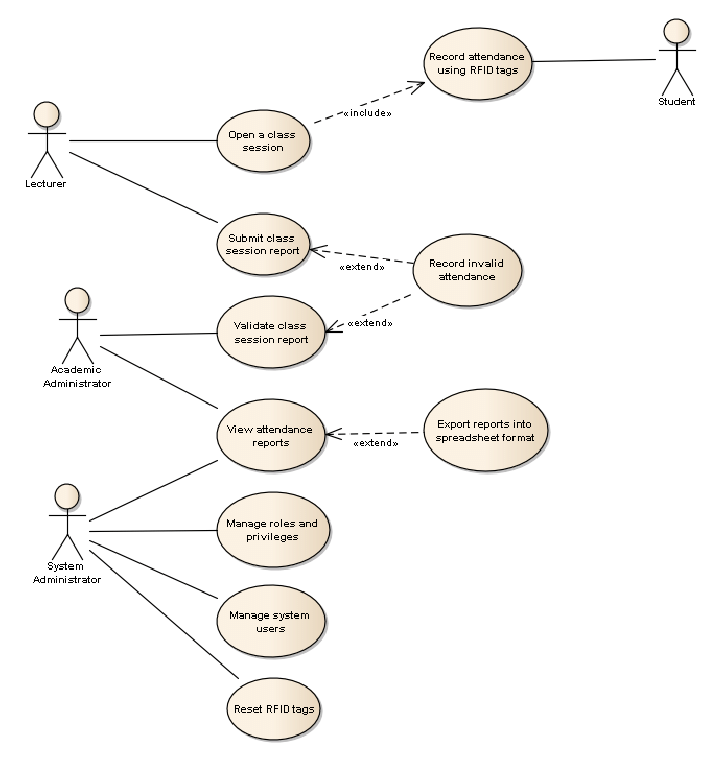 Record attendance
using RFID tags
Student
«include»
Open a class
session
Lecturer
Submit class
session report
«extend»
Record invalid
attendance
Validate class
session report
«extend»
Academic
Administrator
View attendance
reports
«extend»
Export reports into
spreadsheet format
Manage roles and
privileges
System
Administrator
Manage system
users
Reset RFID tags